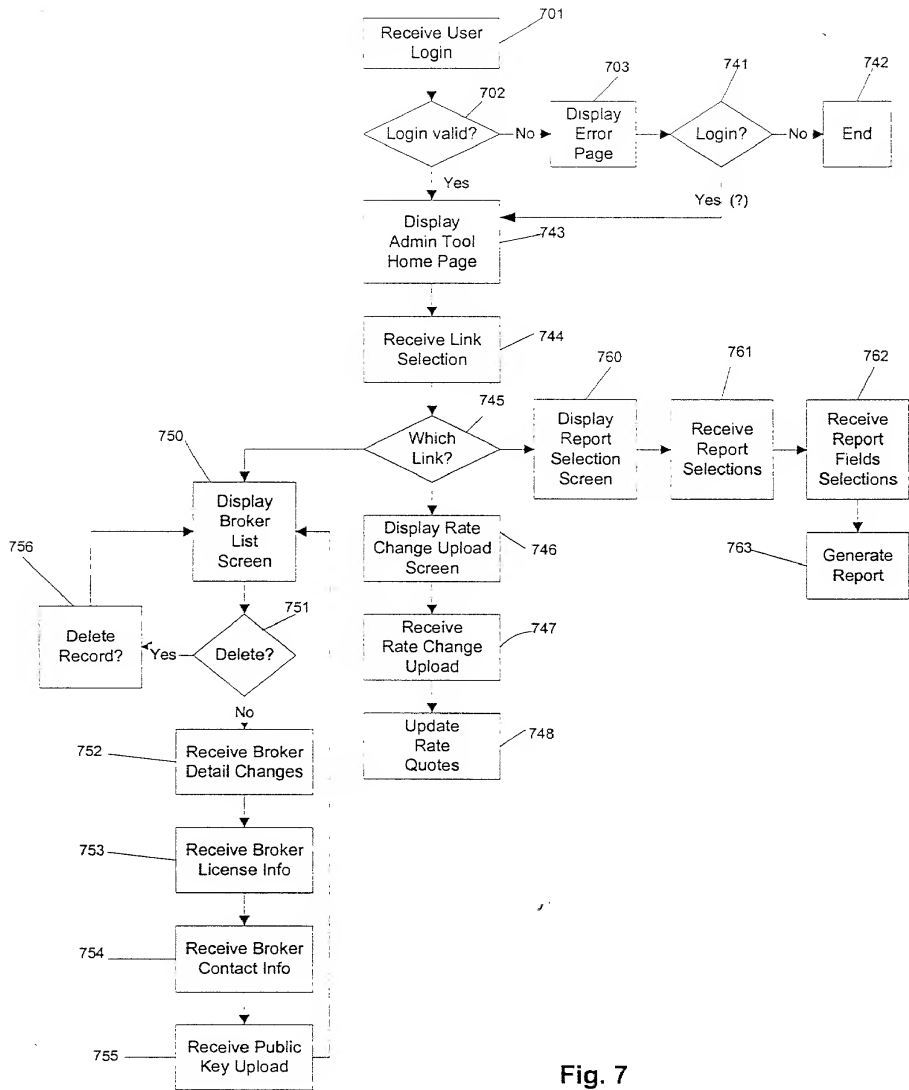 701
Receive User
Login
702
Login valid?
No
703
Display
Error
Page
741
Login?
No
742
End
Yes
Yes (?)
Display
Admin Tool
Home Page
743
Receive Link
Selection
744
745
Which
Link?
760
Display
Report
Selection
Screen
761
Receive
Report
Selections
762
Receive
Report
Fields
Selections
763
Generate
Report
750
Display
Broker
List
Screen
Display Rate
Change Upload
Screen
746
756
Delete
Record?
Yes
751
Delete?
No
Receive
Rate Change
Upload
747
Update
Rate
Quotes
748
752
Receive Broker
Detail Changes
753
Receive Broker
License Info
754
Receive Broker
Contact Info
755
Receive Public
Key Upload
Fig. 7